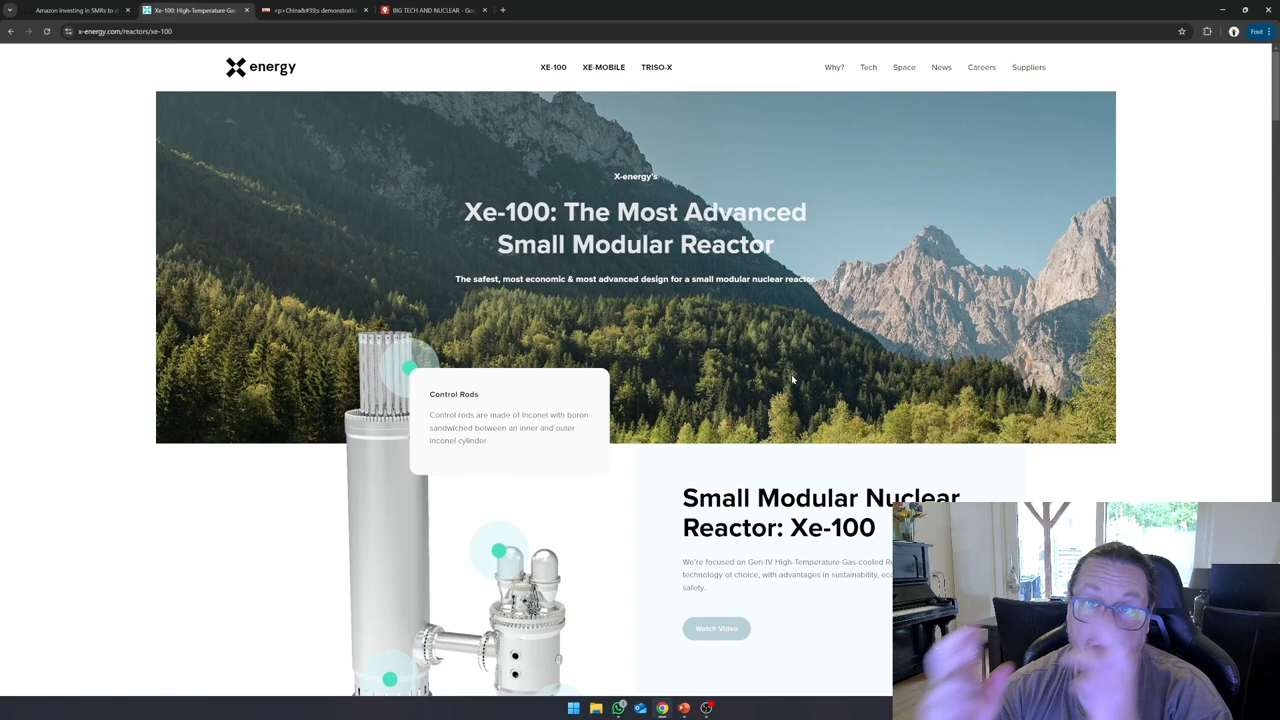 Amazon investing in SMRs to d
Xe-100: High-Temperature Gas-
<p>China&#39;s demonstratio
BIG TECH AND NUCLEAR - Goo
x-energy.com/reactors/xe-100
Fout
energy
XE-100
XE-MOBILE
TRISO-X
Why?
Tech
Space
News
Careers
Suppliers
X-energy's
Xe-100: The Most Advanced
Small Modular Reactor
The safest, most economic & most advanced design for a small modular nuclear reactor.
Control Rods
Control rods are made of Inconel with boron
sandwiched between an inner and outer
Inconel cylinder
Small Modular Nuclear
Reactor: Xe-100
We're focused on Gen-IV High-Temperature Gas-cooled Re
technology of choice, with advantages in sustainability, eco
safety.
Watch Video